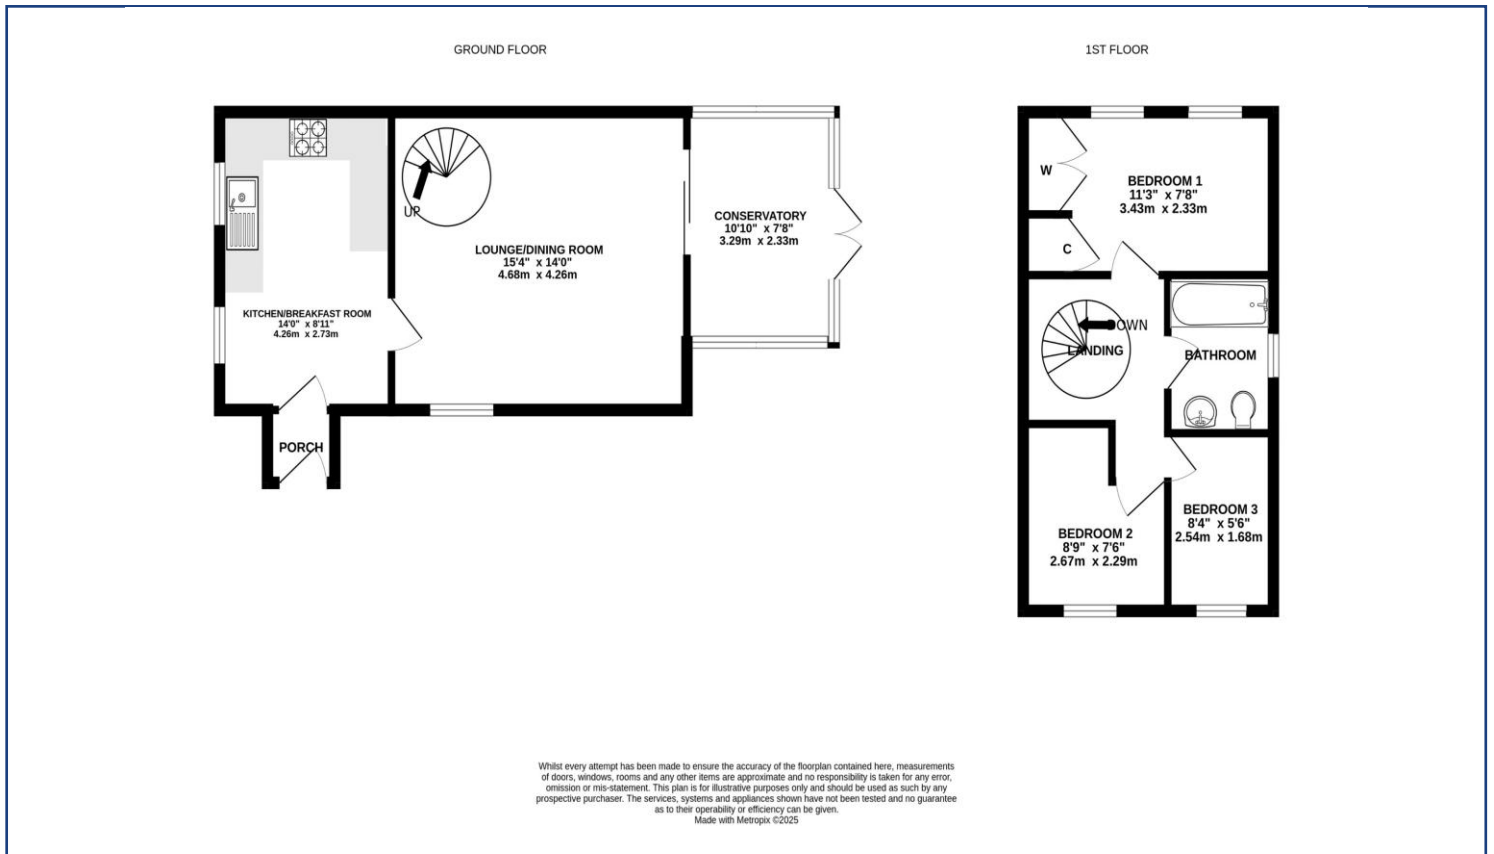 GROUND FLOOR
1ST FLOOR
UP
LOUNGE/DINING ROOM
15'4" x 14'0"
4.68m x 4.26m
CONSERVATORY
10'10" x 7'8"
3.29m x 2.33m
KITCHEN/BREAKFAST ROOM
14'0" x 8'11"
4.26m x 2.73m
PORCH
W
BEDROOM 1
11'3" x 7'8"
3.43m x 2.33m
C
DOWN
LANDING
BATHROOM
BEDROOM 2
8'9" x 7'6"
2.67m x 2.29m
BEDROOM 3
8'4" x 5'6"
2.54m x 1.68m
Whilst every attempt has been made to ensure the accuracy of the floorplan contained here, measurements
of doors, windows, rooms and any other items are approximate and no responsibility is taken for any error,
omission or mis-statement. This plan is for illustrative purposes only and should be used as such by any
prospective purchaser. The services, systems and appliances shown have not been tested and no guarantee
as to their operability or efficiency can be given.
Made with Metropix ©2025